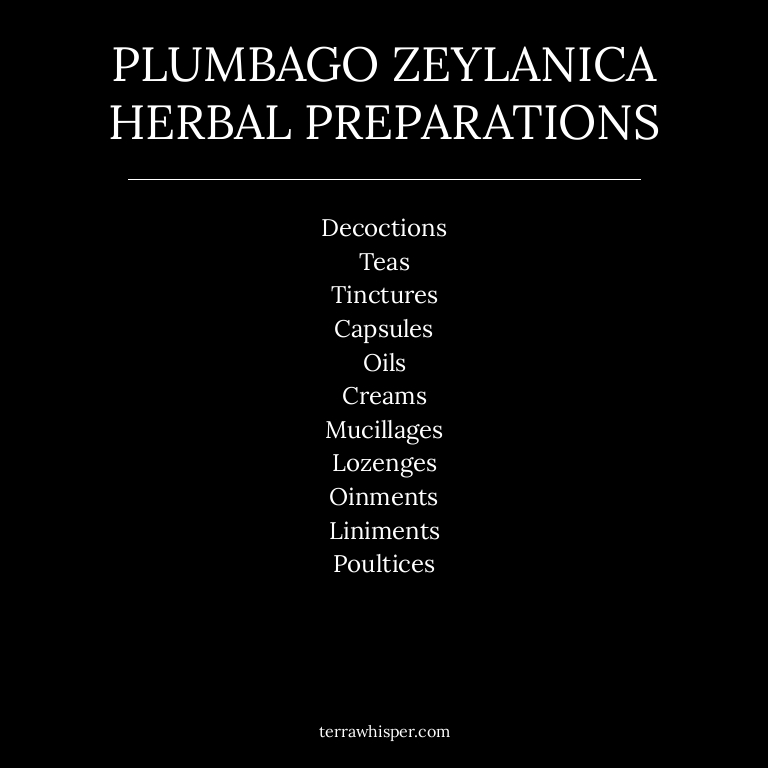 PLUMBAGO ZEYLANICA
HERBAL PREPARATIONS
Decoctions
Teas
Tinctures
Capsules
Oils
Creams
Mucillages
Lozenges
Oinments
Liniments
Poultices
terrawhisper.com